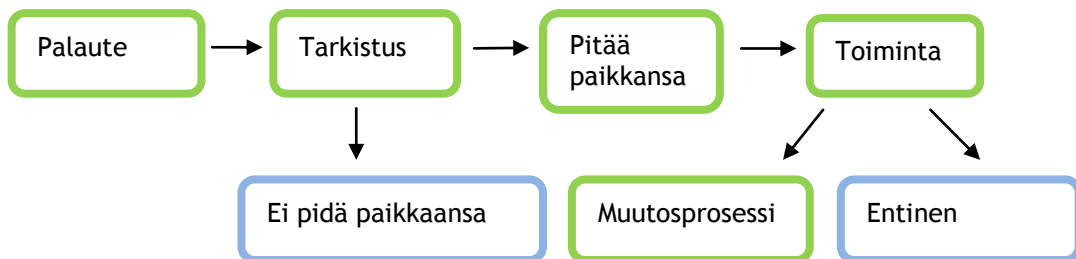 Palaute
Tarkistus
Pitää
paikkansa
Toiminta
Ei pidä paikkaansa
Muutosprosessi
Entinen